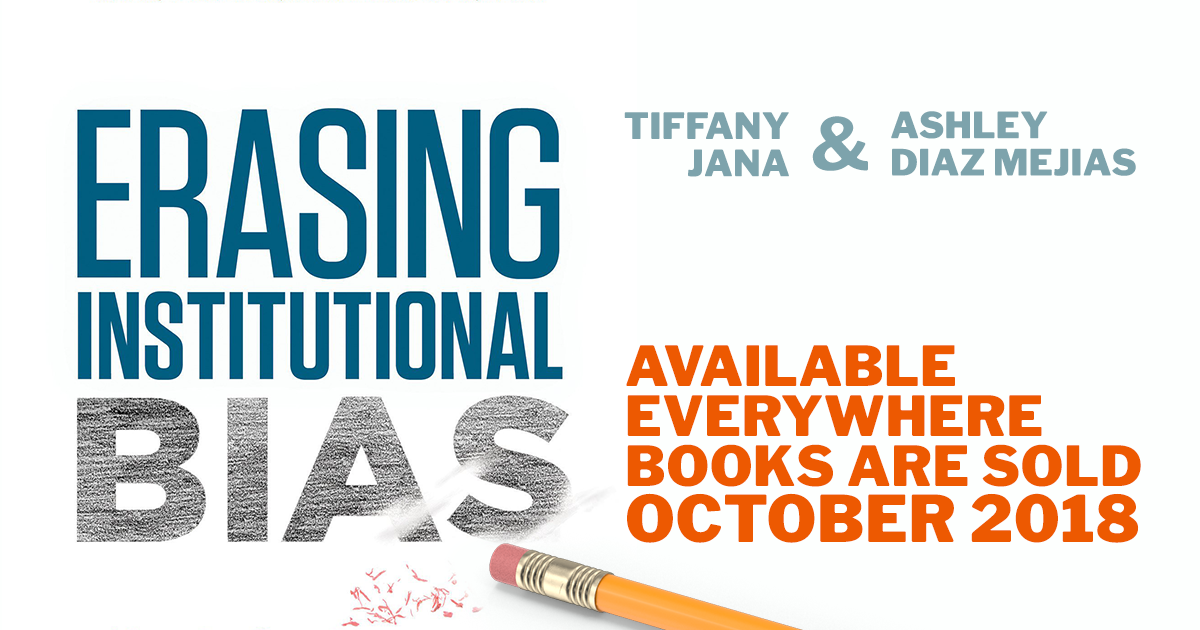 ERASING
INSTITUTIONAL
BIAS
TIFFANY
JANA
&
ASHLEY
DIAZ MEJIAS
AVAILABLE
EVERYWHERE
BOOKS ARE SOLD
OCTOBER 2018